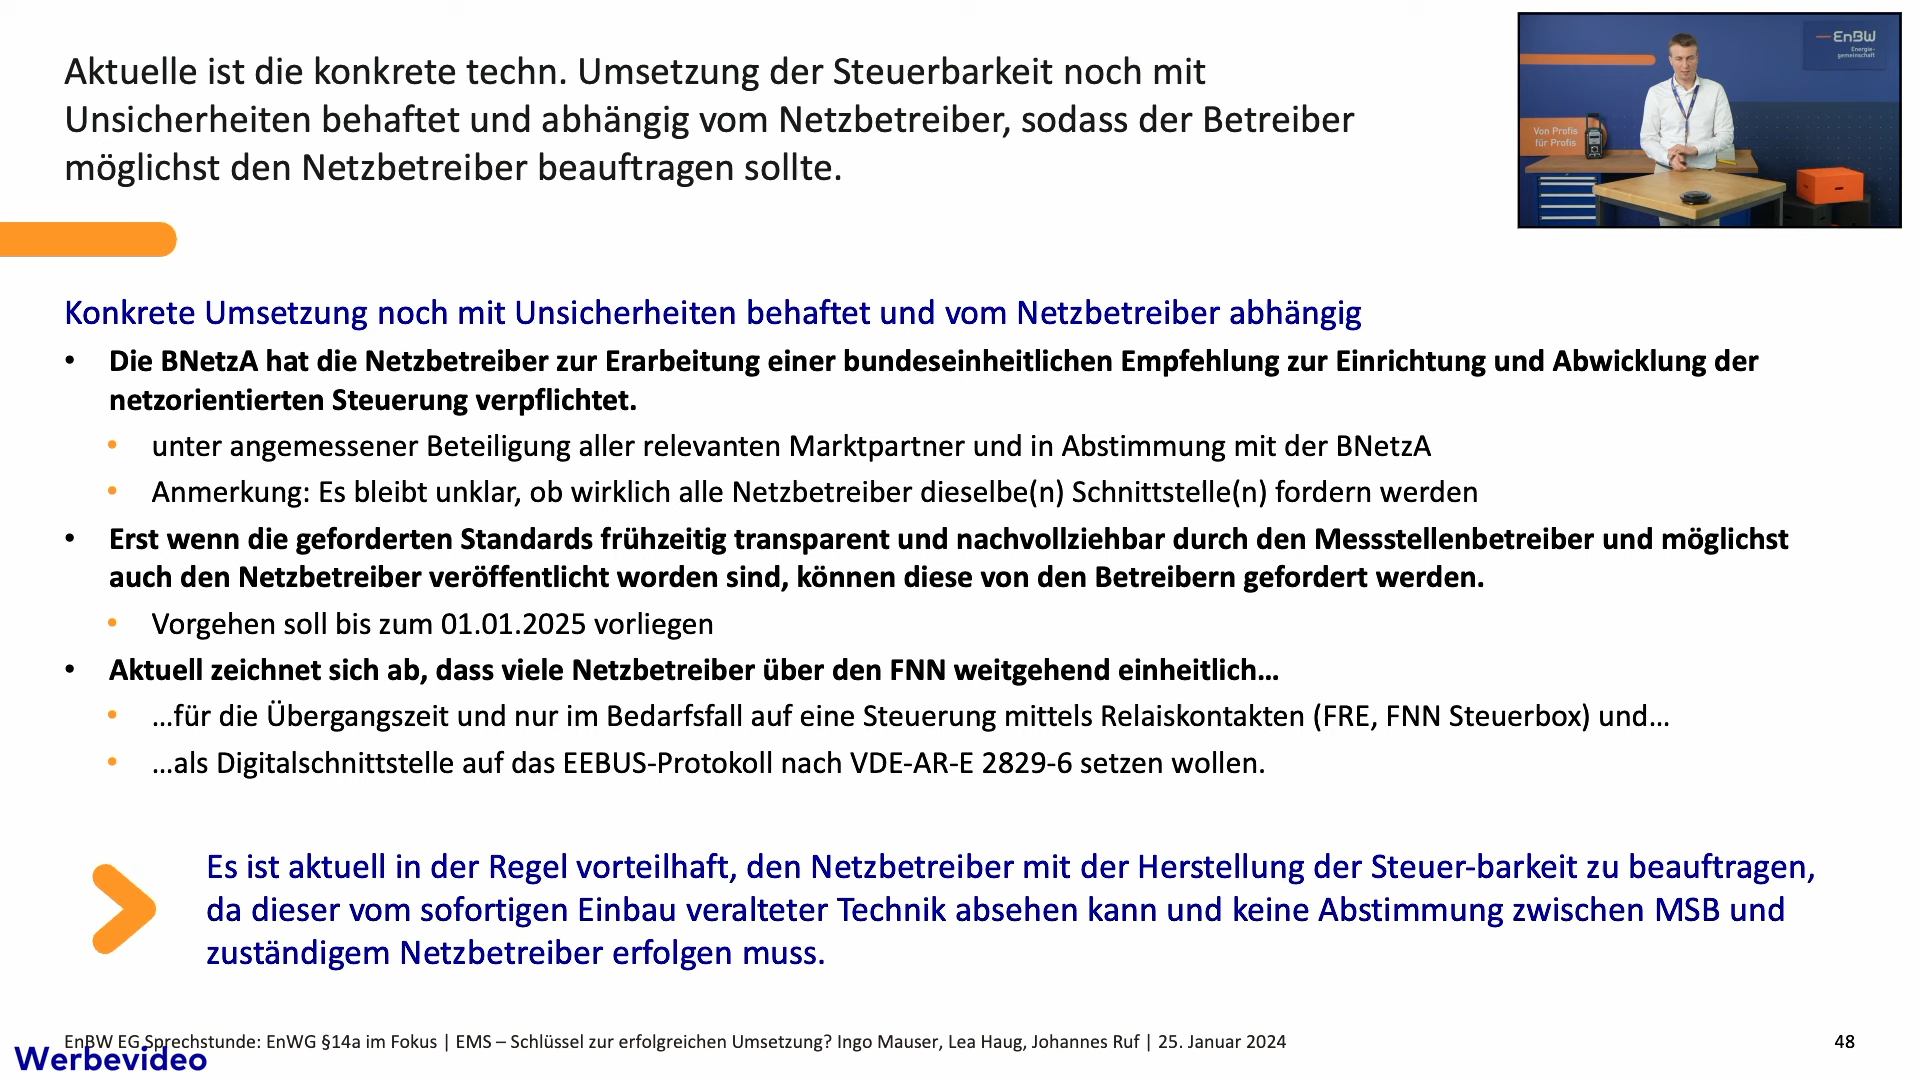 Aktuelle ist die konkrete techn. Umsetzung der Steuerbarkeit noch mit
Unsicherheiten behaftet und abhängig vom Netzbetreiber, sodass der Betreiber
möglichst den Netzbetreiber beauftragen sollte.
EnBW
Energie-
gemeinschaft
Von Profis
für Profis
Konkrete Umsetzung noch mit Unsicherheiten behaftet und vom Netzbetreiber abhängig
• Die BNetzA hat die Netzbetreiber zur Erarbeitung einer bundeseinheitlichen Empfehlung zur Einrichtung und Abwicklung der
netzorientierten Steuerung verpflichtet.
• unter angemessener Beteiligung aller relevanten Marktpartner und in Abstimmung mit der BNetzA
• Anmerkung: Es bleibt unklar, ob wirklich alle Netzbetreiber dieselbe(n) Schnittstelle(n) fordern werden
• Erst wenn die geforderten Standards frühzeitig transparent und nachvollziehbar durch den Messstellenbetreiber und möglichst
auch den Netzbetreiber veröffentlicht worden sind, können diese von den Betreibern gefordert werden.
• Vorgehen soll bis zum 01.01.2025 vorliegen
• Aktuell zeichnet sich ab, dass viele Netzbetreiber über den FNN weitgehend einheitlich…
• …für die Übergangszeit und nur im Bedarfsfall auf eine Steuerung mittels Relaiskontakten (FRE, FNN Steuerbox) und…
• …als Digitalschnittstelle auf das EEBUS-Protokoll nach VDE-AR-E 2829-6 setzen wollen.
Es ist aktuell in der Regel vorteilhaft, den Netzbetreiber mit der Herstellung der Steuer-barkeit zu beauftragen,
da dieser vom sofortigen Einbau veralteter Technik absehen kann und keine Abstimmung zwischen MSB und
zuständigem Netzbetreiber erfolgen muss.
EnBW EG Sprechstunde: EnWG §14a im Fokus | EMS – Schlüssel zur erfolgreichen Umsetzung? Ingo Mauser, Lea Haug, Johannes Ruf | 25. Januar 2024
48
Werbevideo